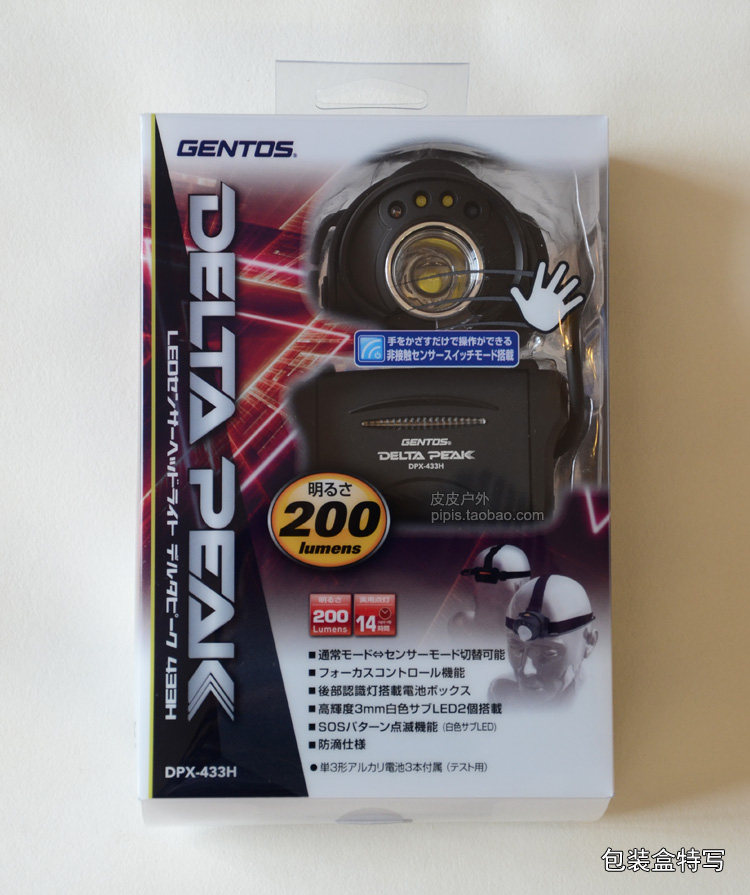 GENTOS®
DELTA PEAK
LEDセンサーヘッドライト デルタピーク 433H
手をかざすだけで操作ができる
非接触センサースイッチモード搭載
GENTOS®
DELTA PEAK
DPX-433H
皮皮户外
pipis.taobao.com
明るさ
200
lumens
明るさ
200
Lumens
実用点灯
14時間
■通常モード⇔センサーモード切替可能
■フォーカスコントロール機能
■後部認識灯搭載電池ボックス
■高輝度3mm白色サブLED2個搭載
■SOSパターン点滅機能（白色サブLED）
■防滴仕様
●単3形アルカリ電池3本付属（テスト用）
DPX-433H
包装盒特写